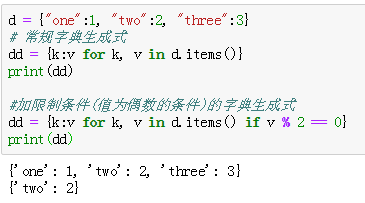 d = {"one":1, "two":2, "three":3}
# 常规字典生成式
dd = {k:v for k, v in d.items()}
print(dd)
#加限制条件(值为偶数的条件)的字典生成式
dd = {k:v for k, v in d.items() if v % 2 == 0}
print(dd)
{'one': 1, 'two': 2, 'three': 3}
{'two': 2}